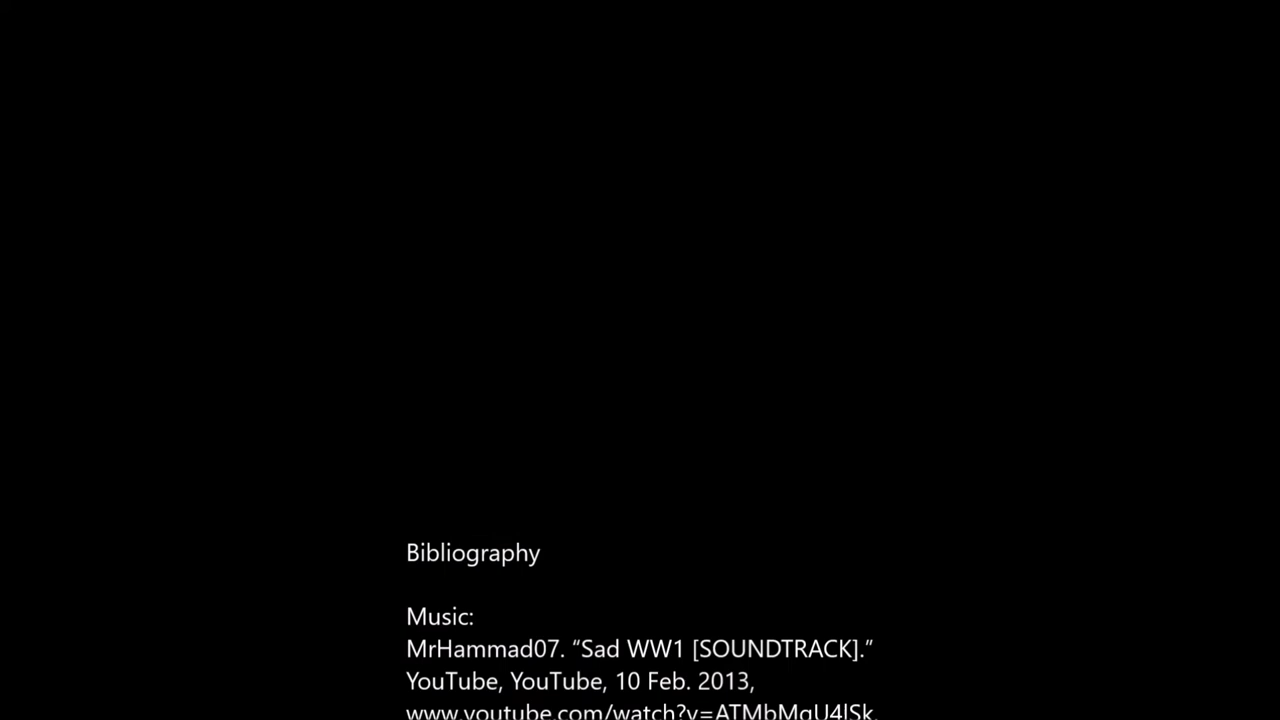 Bibliography
Music:
MrHammad07. “Sad WW1 [SOUNDTRACK].”
YouTube, YouTube, 10 Feb. 2013,